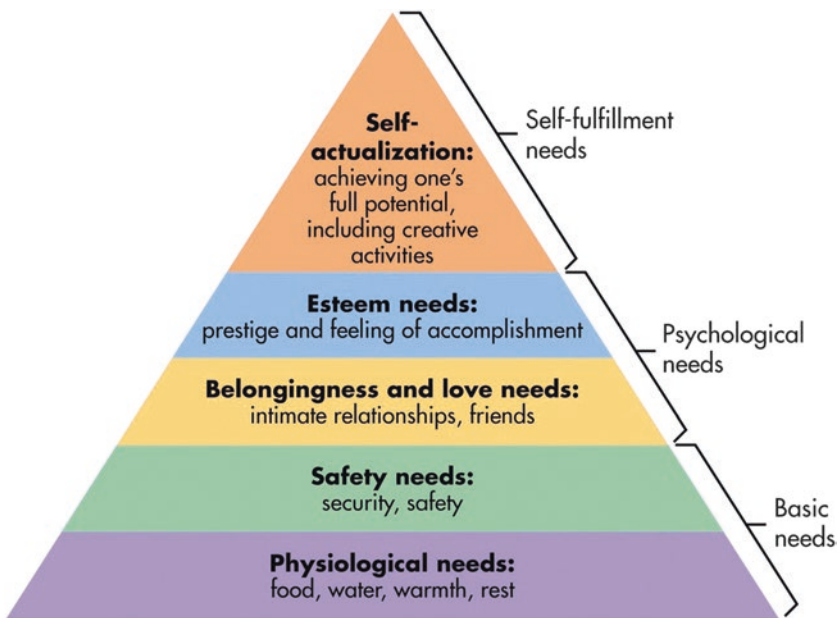 Self-
actualization:
achieving one's
full potential,
including creative
activities
Self-fulfillment
needs
Esteem needs:
prestige and feeling of accomplishment
Psychological
needs
Belongingness and love needs:
intimate relationships, friends
Safety needs:
security, safety
Basic
needs
Physiological needs:
food, water, warmth, rest